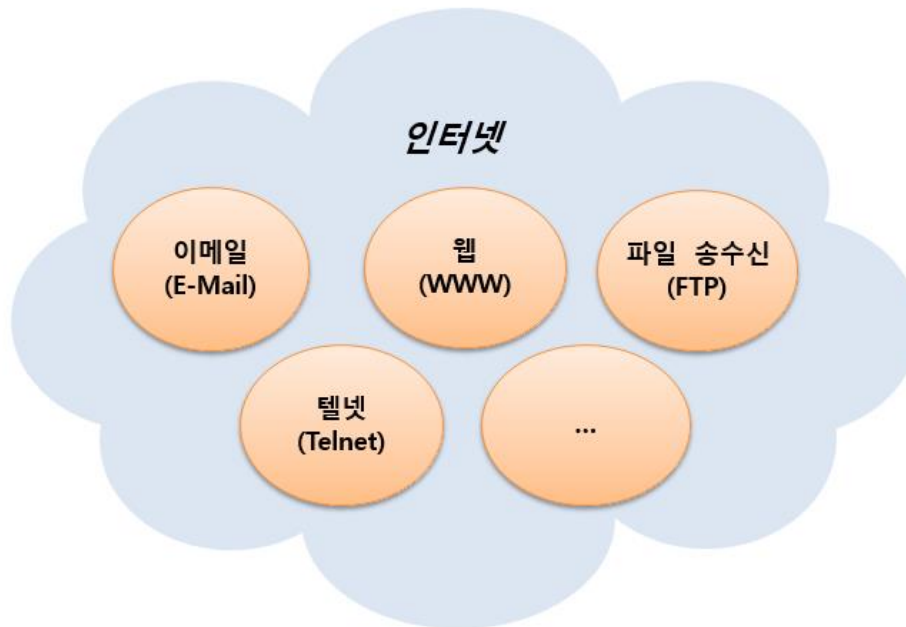 인터넷
이메일
(E-Mail)
웹
(WWW)
파일 송수신
(FTP)
텔넷
(Telnet)
...